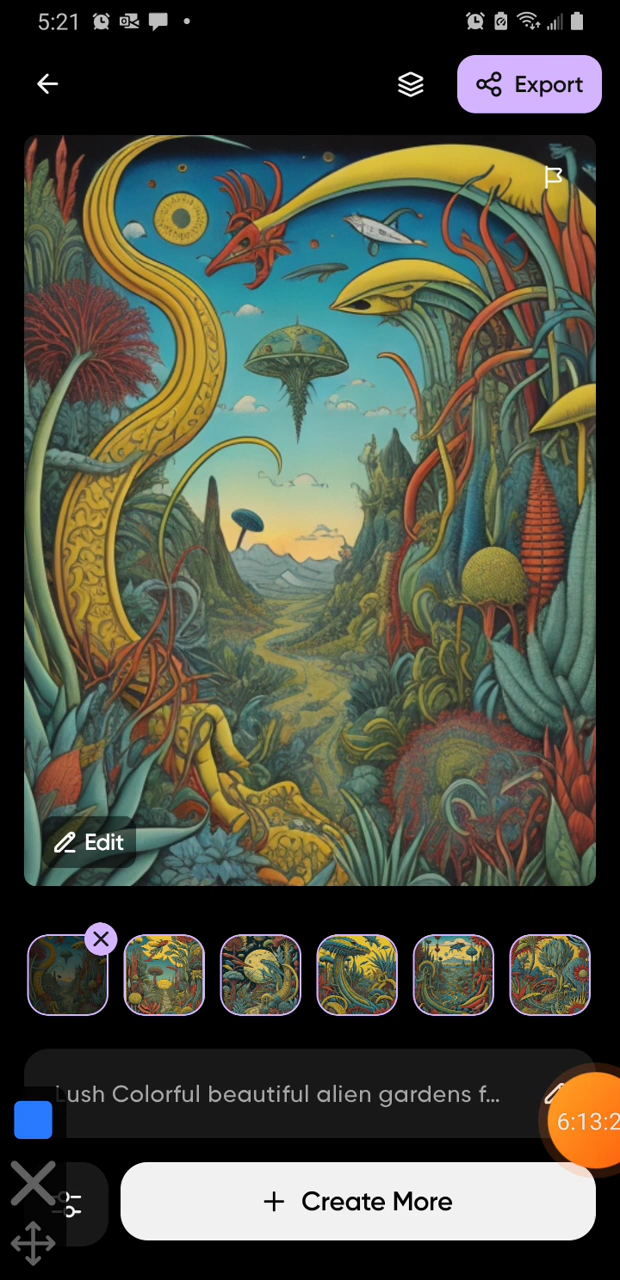 5:21
Export
Edit
Lush Colorful beautiful alien gardens f...
6:13:2
+ Create More